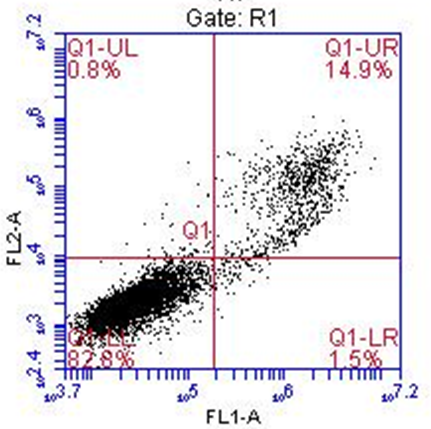 Gate: R1
10^7.2
Q1-UL
0.8%
Q1-UR
14.9%
10^6
10^5
Q1
FL2-A
10^4
10^3
Q1-LL
82.8%
Q1-LR
1.5%
10^2.4
10^3.7
10^5
10^6
10^7.2
FL1-A